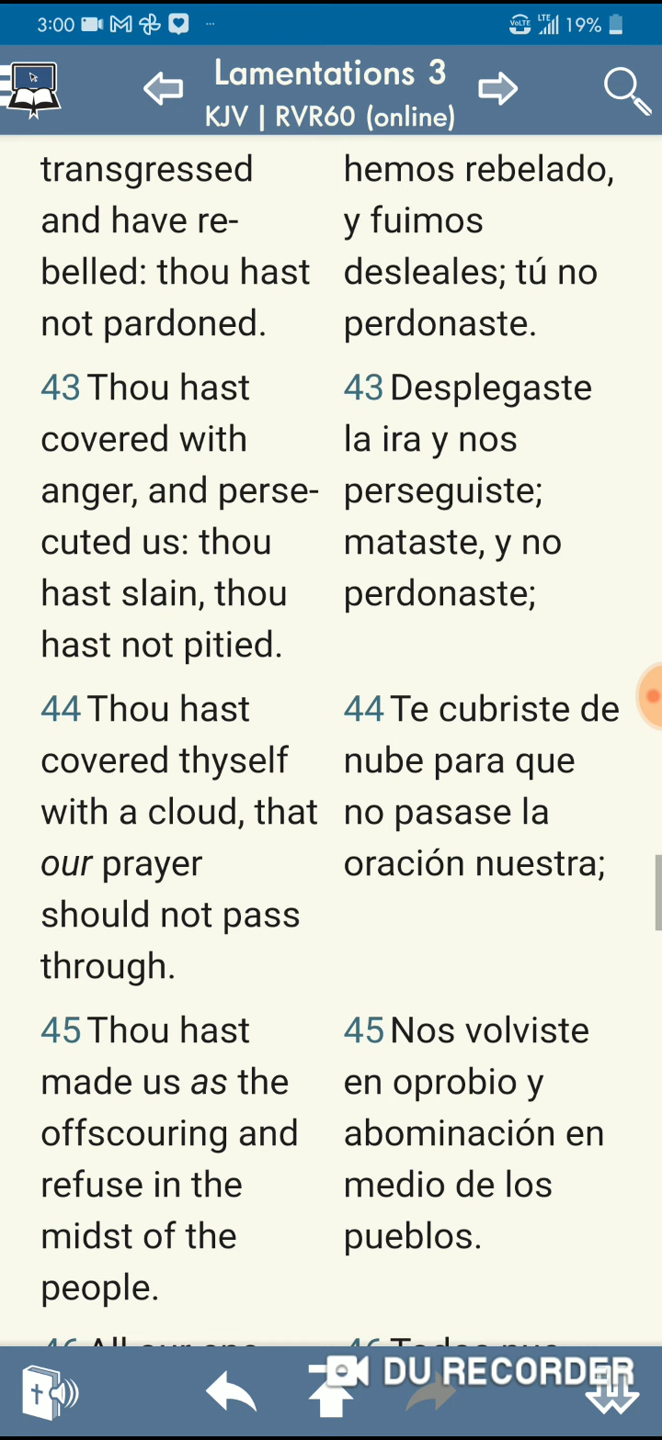 3:00
VoLTE LTE 19%
Lamentations 3
KJV | RVR60 (online)
transgressed
and have re-
belled: thou hast
not pardoned.
43 Thou hast
covered with
anger, and perse-
cuted us: thou
hast slain, thou
hast not pitied.
44 Thou hast
covered thyself
with a cloud, that
our prayer
should not pass
through.
45 Thou hast
made us as the
offscouring and
refuse in the
midst of the
people.
hemos rebelado,
y fuimos
desleales; tú no
perdonaste.
43 Desplegaste
la ira y nos
perseguiste;
mataste, y no
perdonaste;
44 Te cubriste de
nube para que
no pasase la
oración nuestra;
45 Nos volviste
en oprobio y
abominación en
medio de los
pueblos.
DU RECORDER